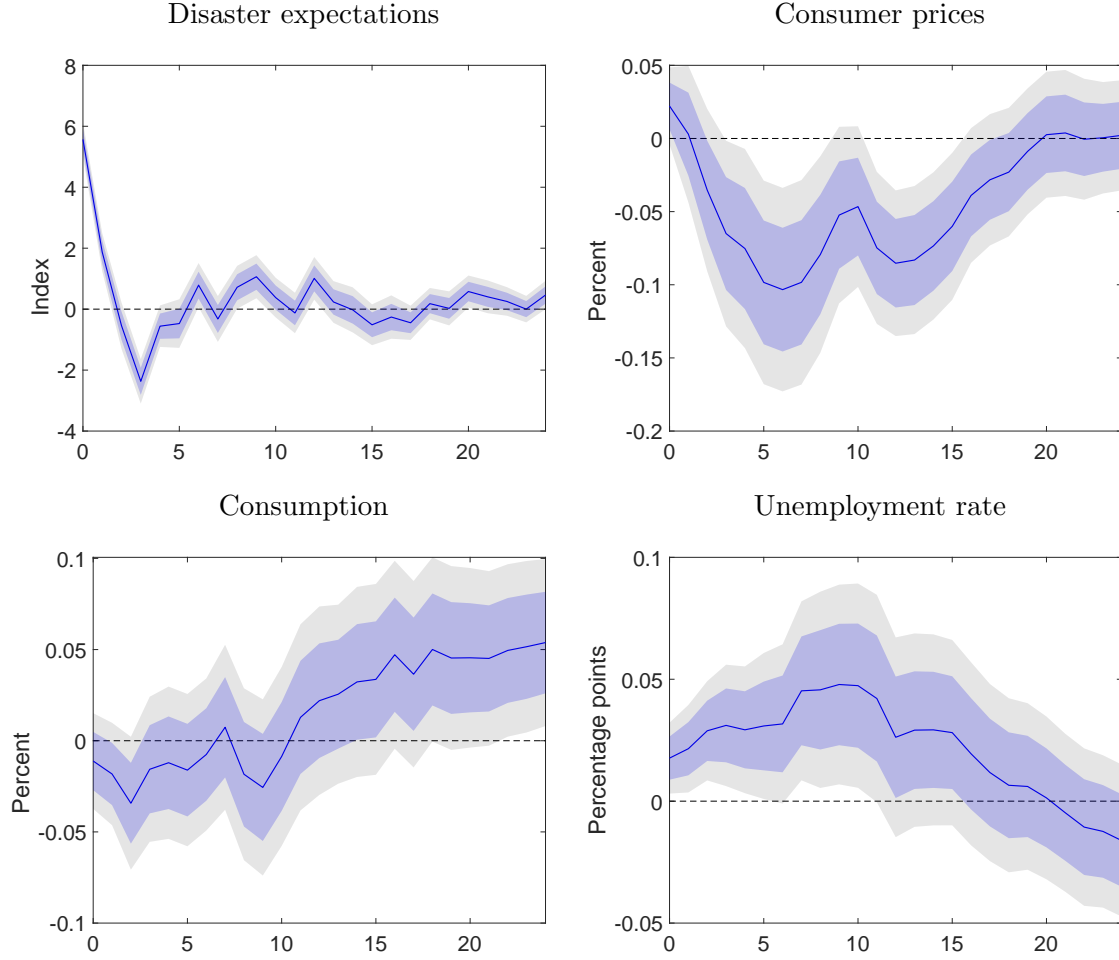 Disaster expectations
8
6
4
2
0
-2
-4
Index
0 5 10 15 20
Consumer prices
0.05
0
-0.05
-0.1
-0.15
-0.2
Percent
0 5 10 15 20
Consumption
0.1
0.05
0
-0.05
-0.1
Percent
0 5 10 15 20
Unemployment rate
0.1
0.05
0
-0.05
Percentage points
0 5 10 15 20